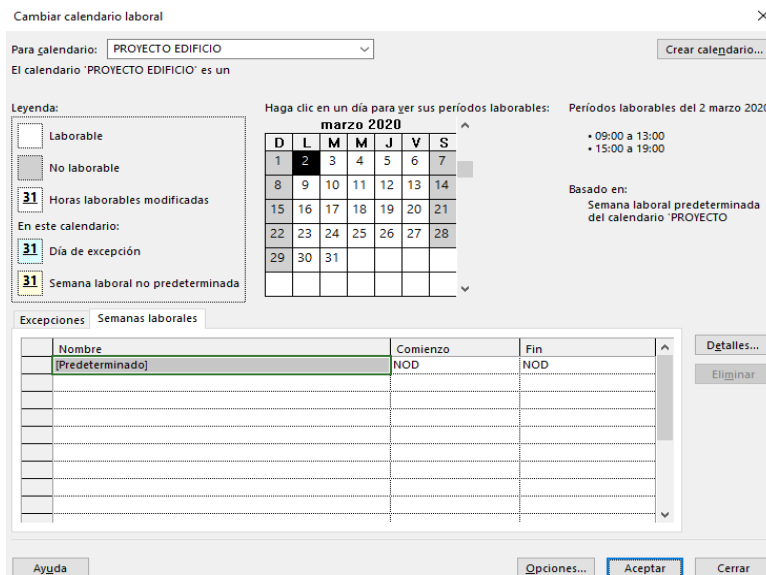 Cambiar calendario laboral
Para calendario: PROYECTO EDIFICIO
Crear calendario...
El calendario 'PROYECTO EDIFICIO' es un
Leyenda:
Laborable
No laborable
31 Horas laborables modificadas
En este calendario:
31 Día de excepción
31 Semana laboral no predeterminada
Haga clic en un día para ver sus períodos laborables:
marzo 2020
D L M M J V S
1 2 3 4 5 6 7
8 9 10 11 12 13 14
15 16 17 18 19 20 21
22 23 24 25 26 27 28
29 30 31
Períodos laborables del 2 marzo 2020
• 09:00 a 13:00
• 15:00 a 19:00
Basado en:
Semana laboral predeterminada
del calendario 'PROYECTO
Excepciones Semanas laborales
Nombre Comienzo Fin
[Predeterminado] NOD NOD
Detalles...
Eliminar
Ayuda
Opciones... Aceptar Cerrar